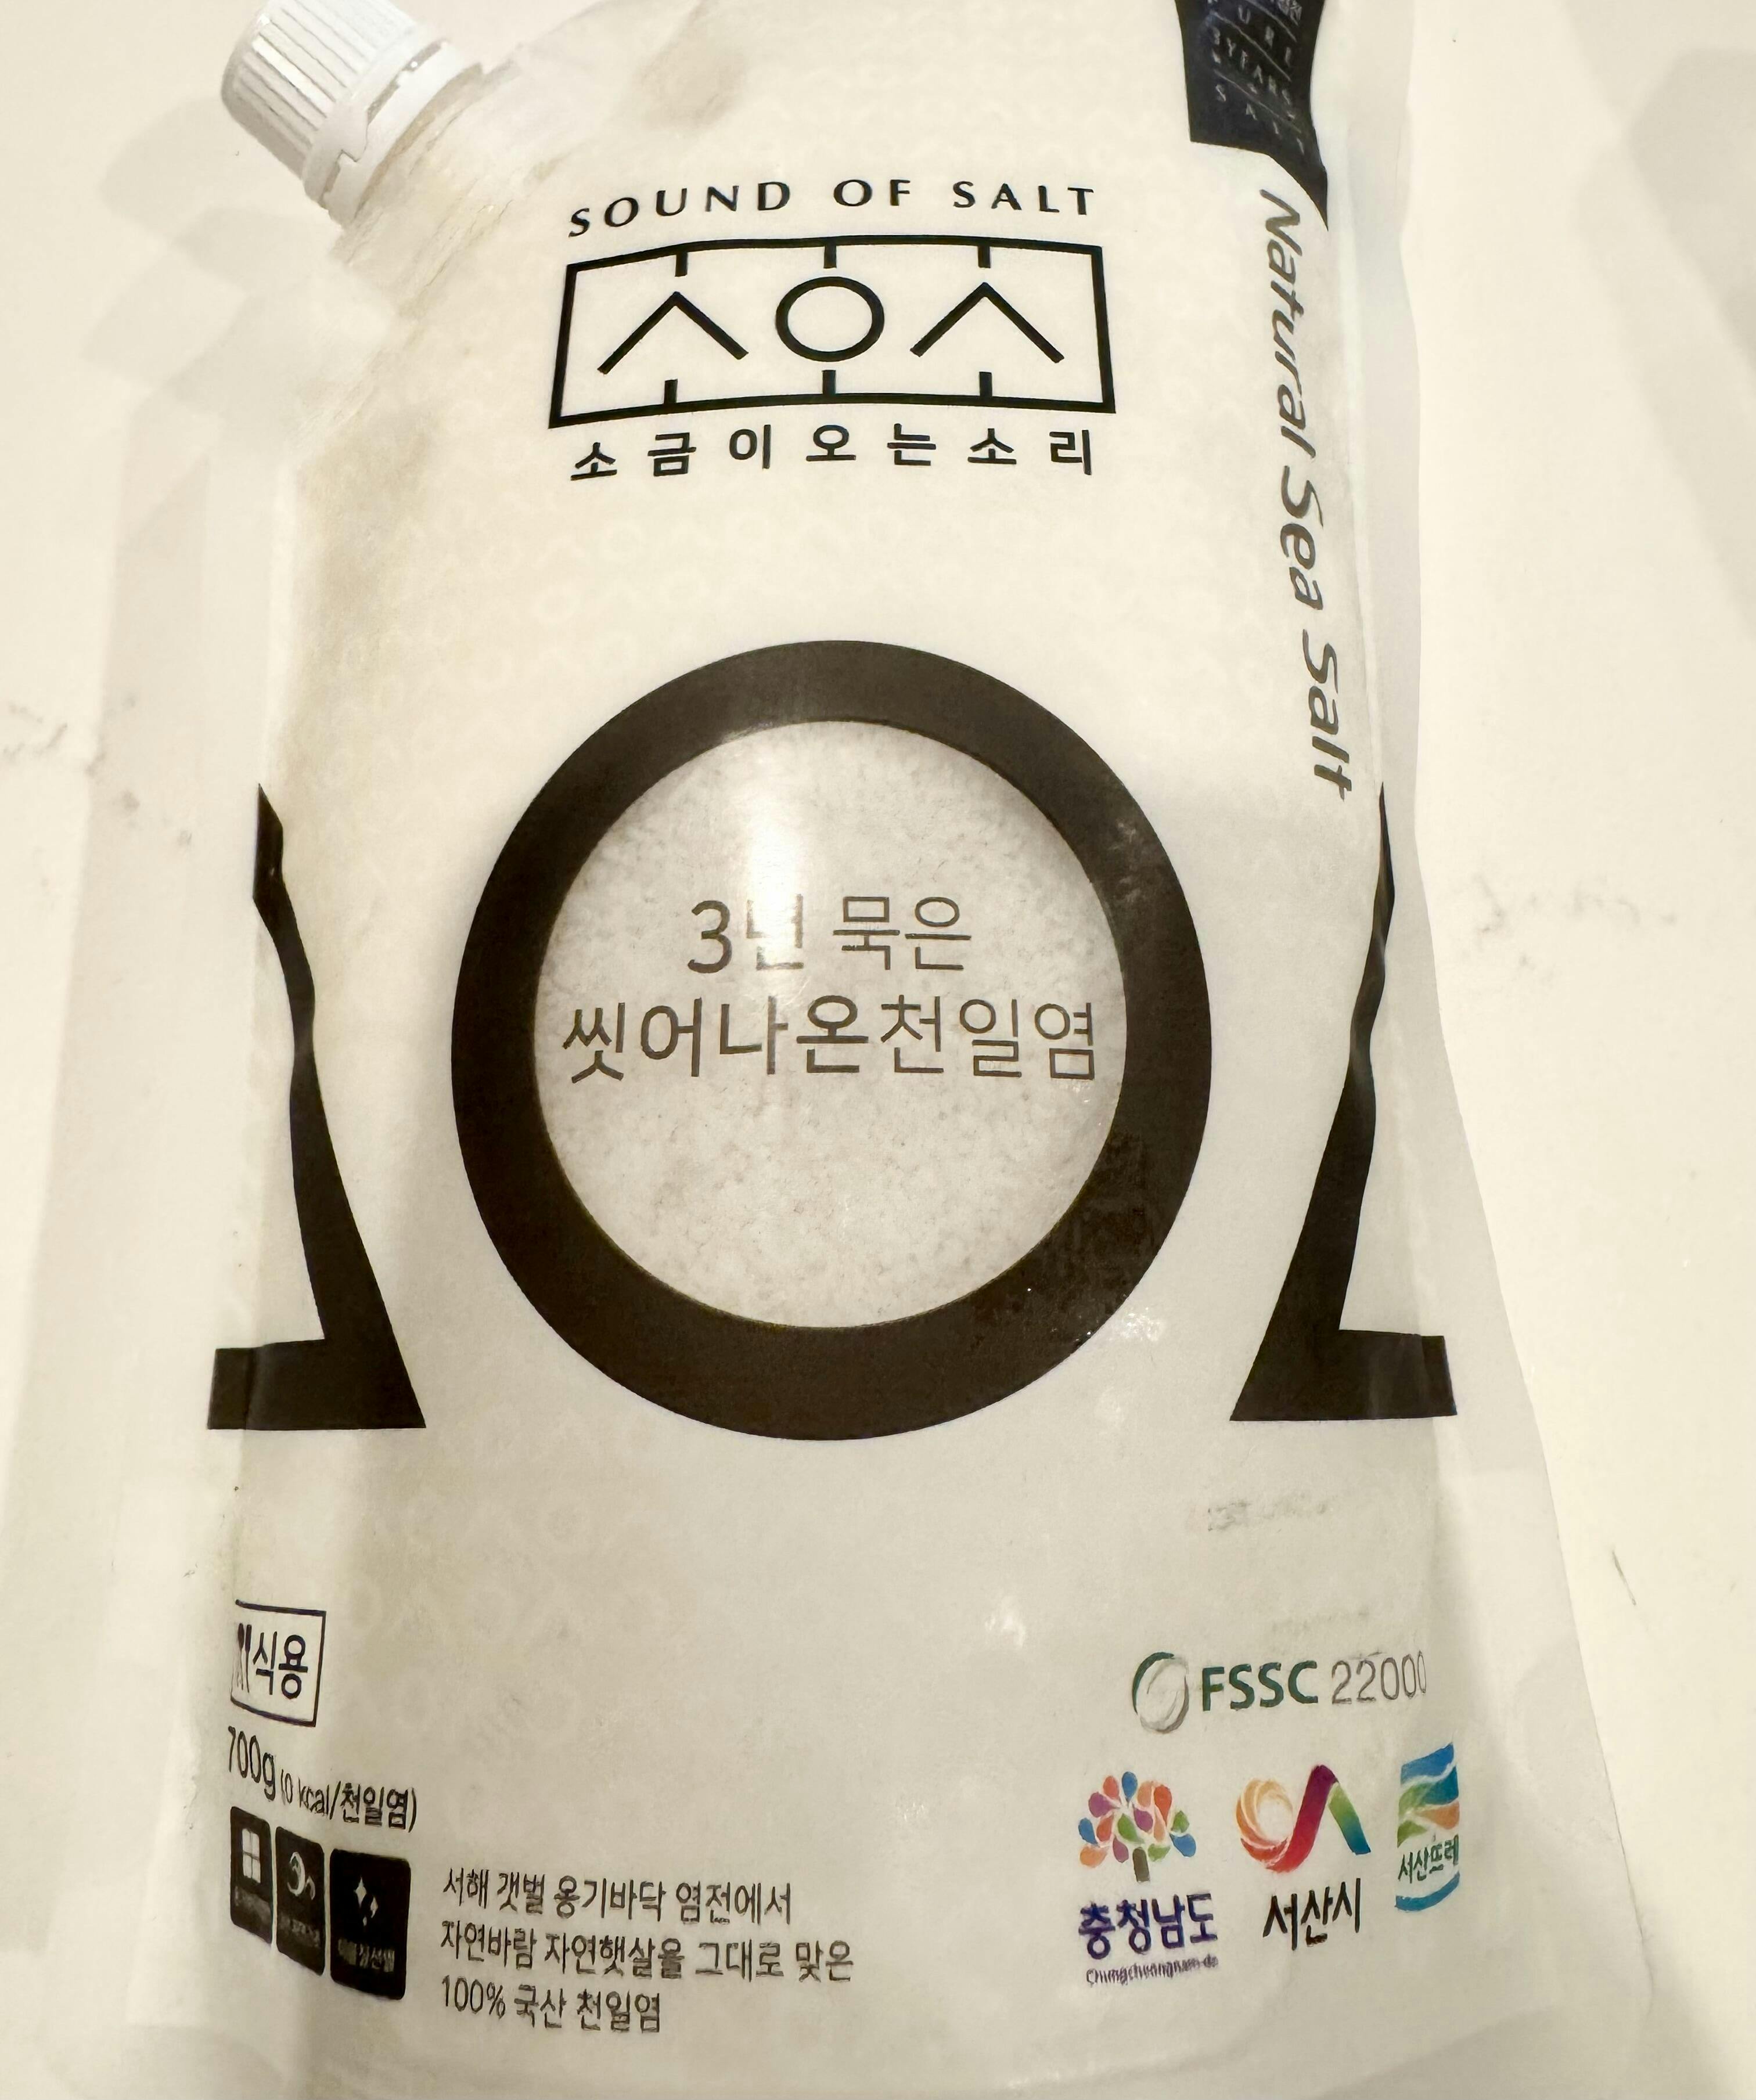 SOUND OF SALT
소금이오는소리
Natural Sea Salt
3년 묵은
씻어나온천일염
식용
700g (0 kcal/천일염)
서해 갯벌 옹기바닥 염전에서
자연바람 자연햇살을 그대로 맞은
100% 국산 천일염
FSSC 22000
충청남도
Chungcheongnam-do
서산시
서산뜨레